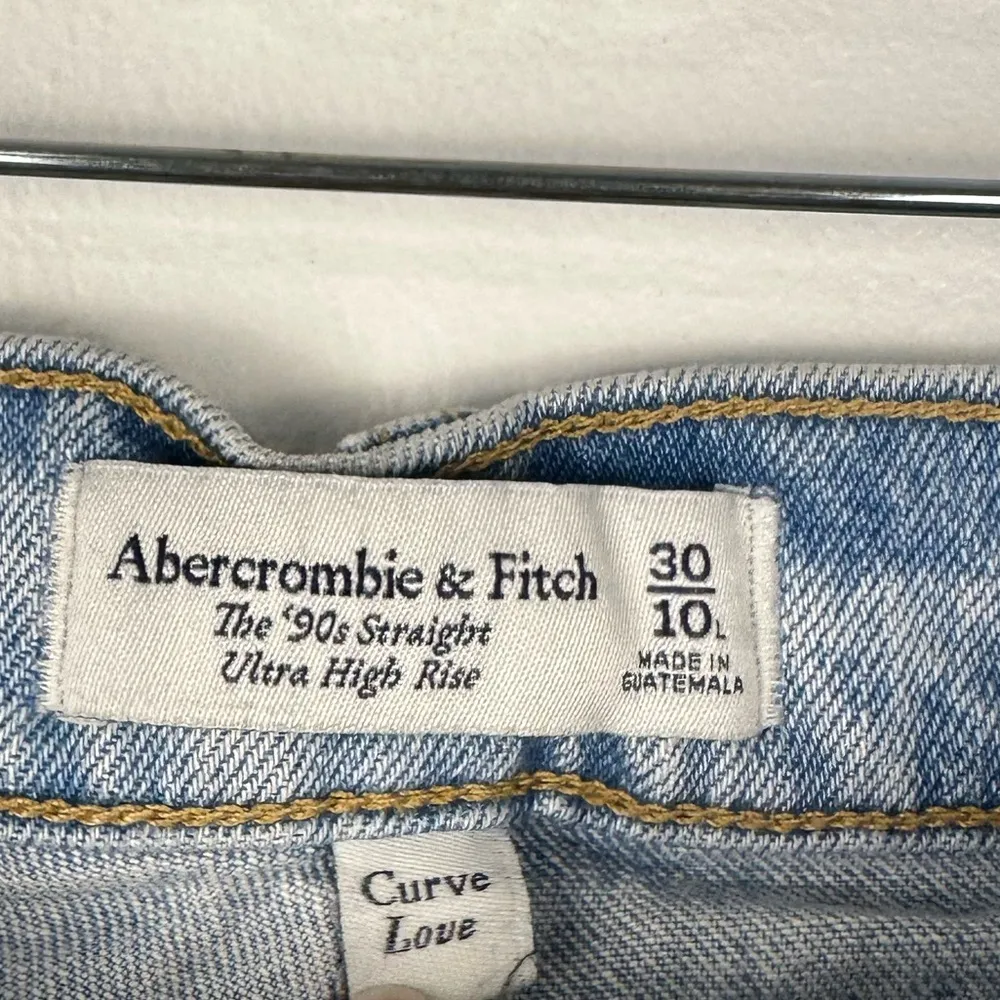 Abercrombie & Fitch
The '90s Straight
Ultra High Rise
30
10L
MADE IN
GUATEMALA
Curve
Love